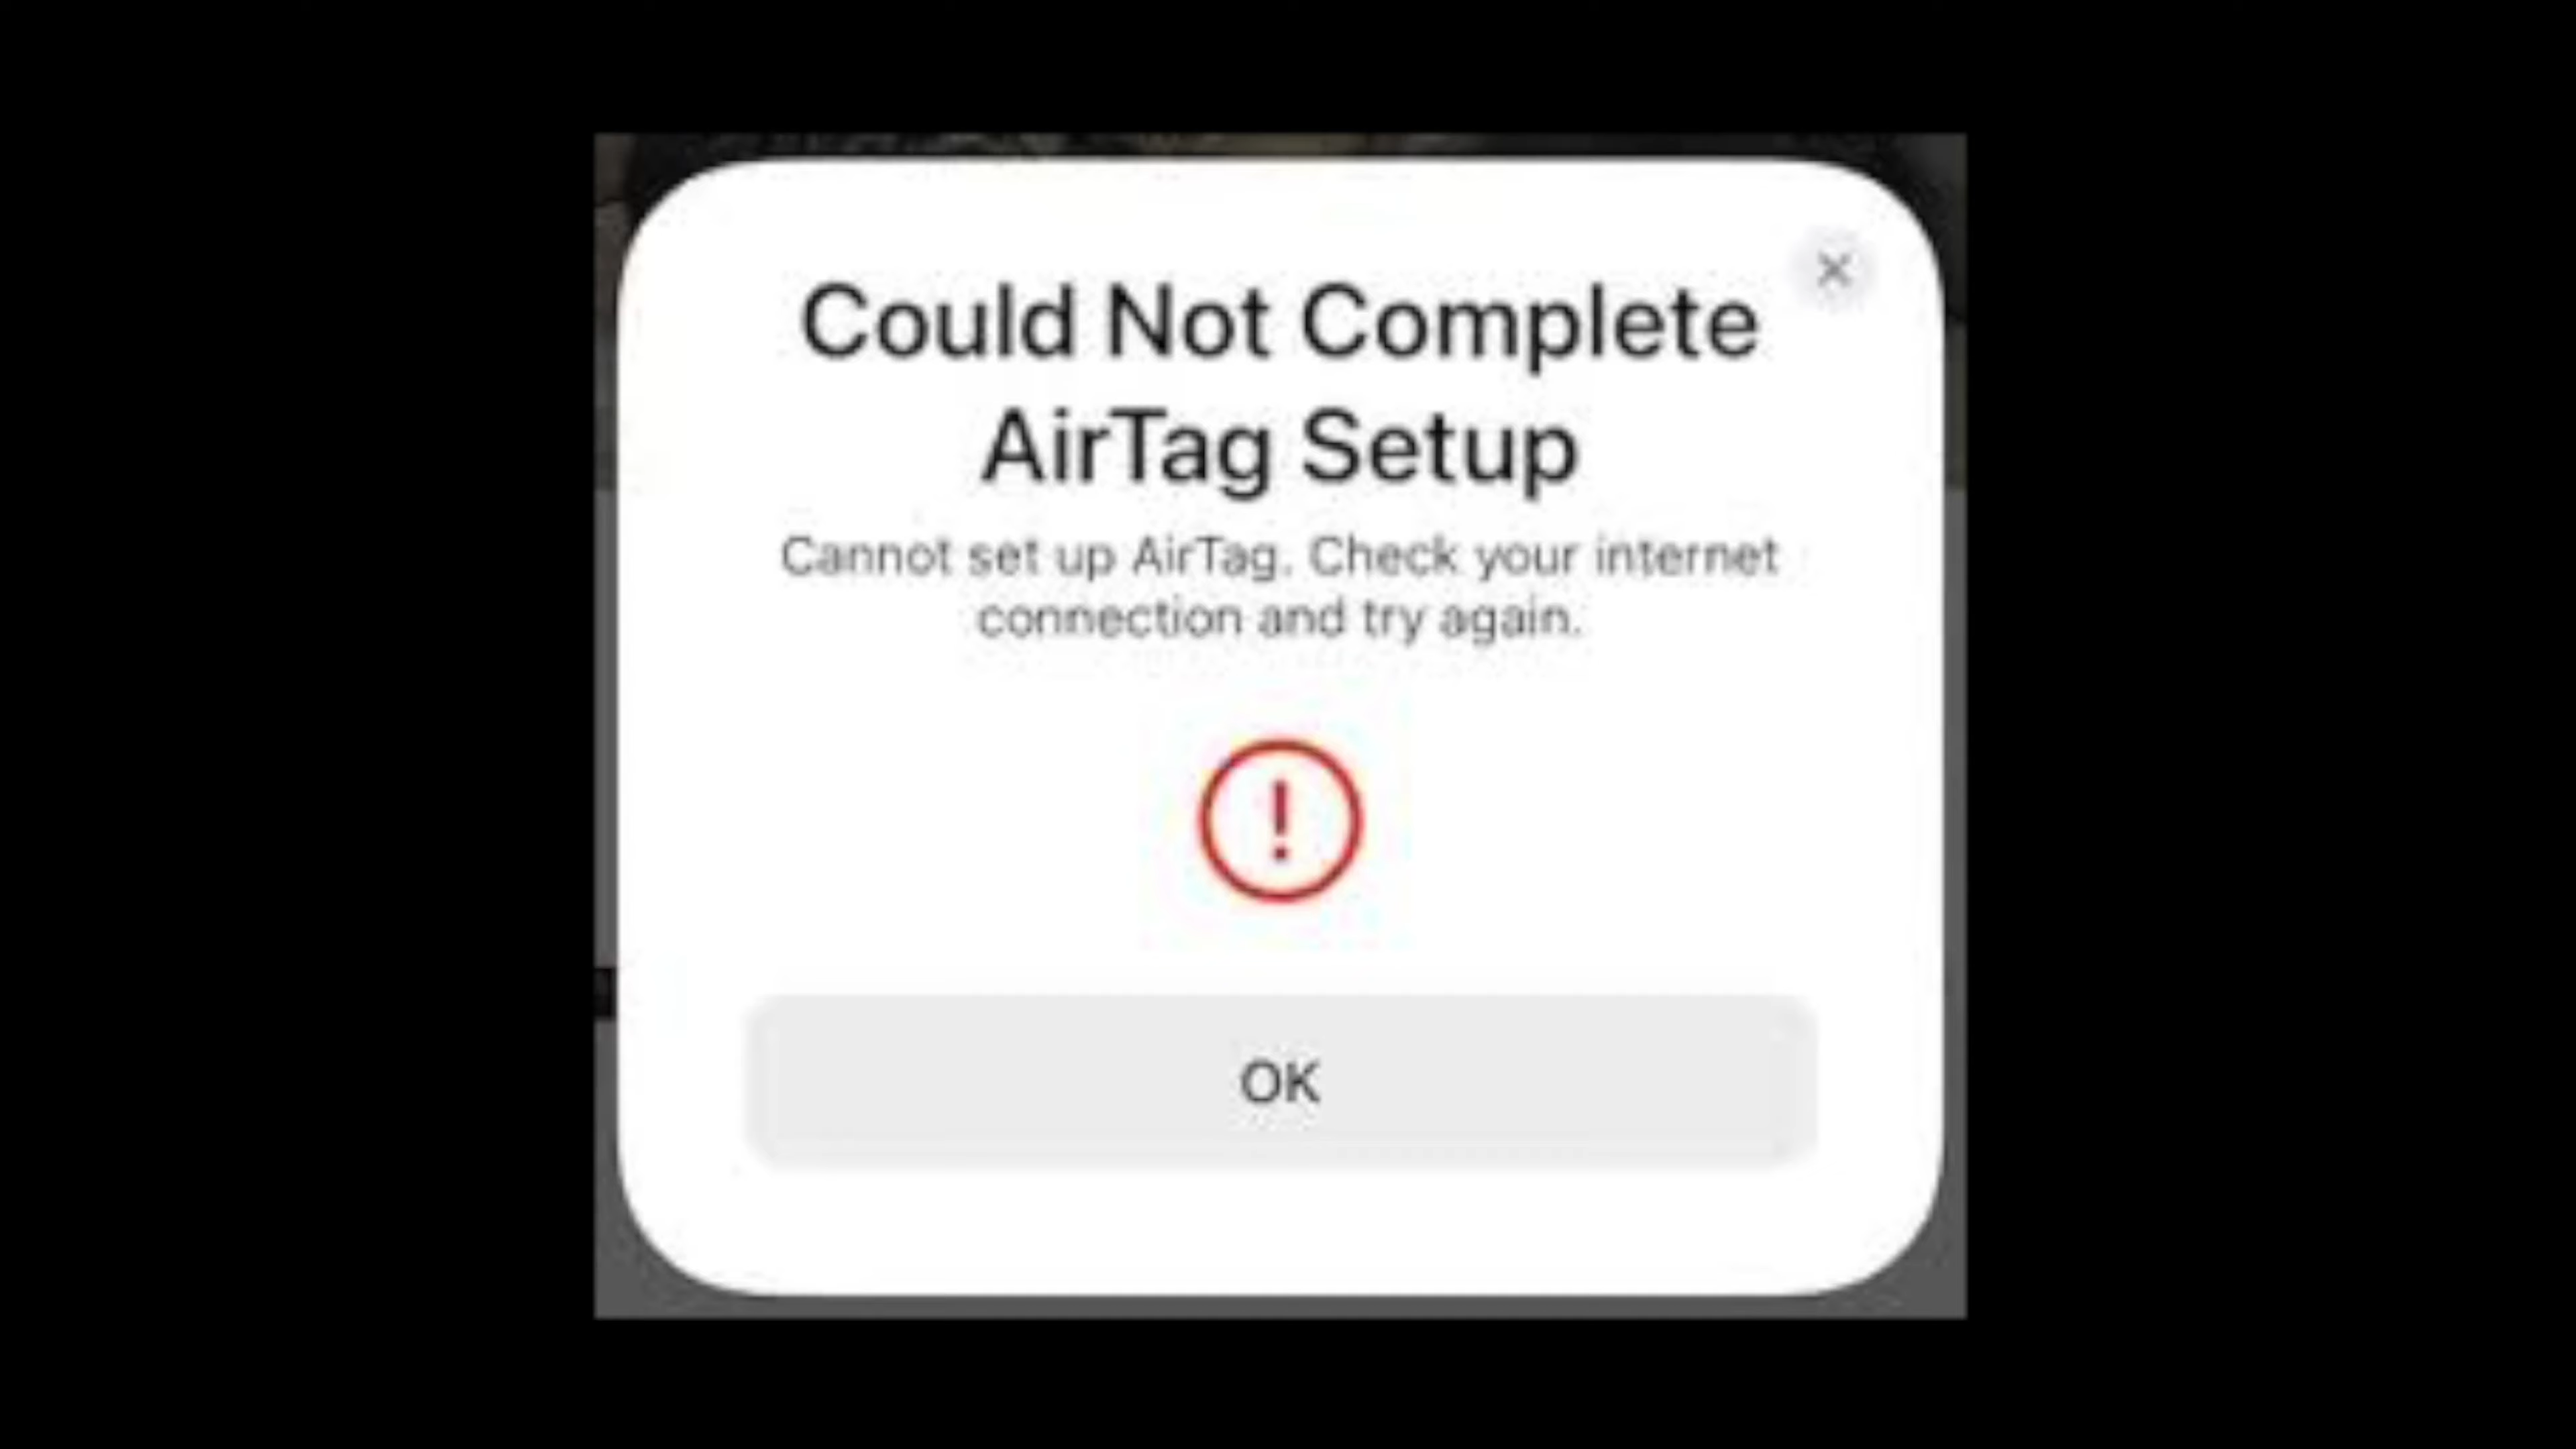 Could Not Complete
AirTag Setup
Cannot set up AirTag. Check your internet
connection and try again.
OK